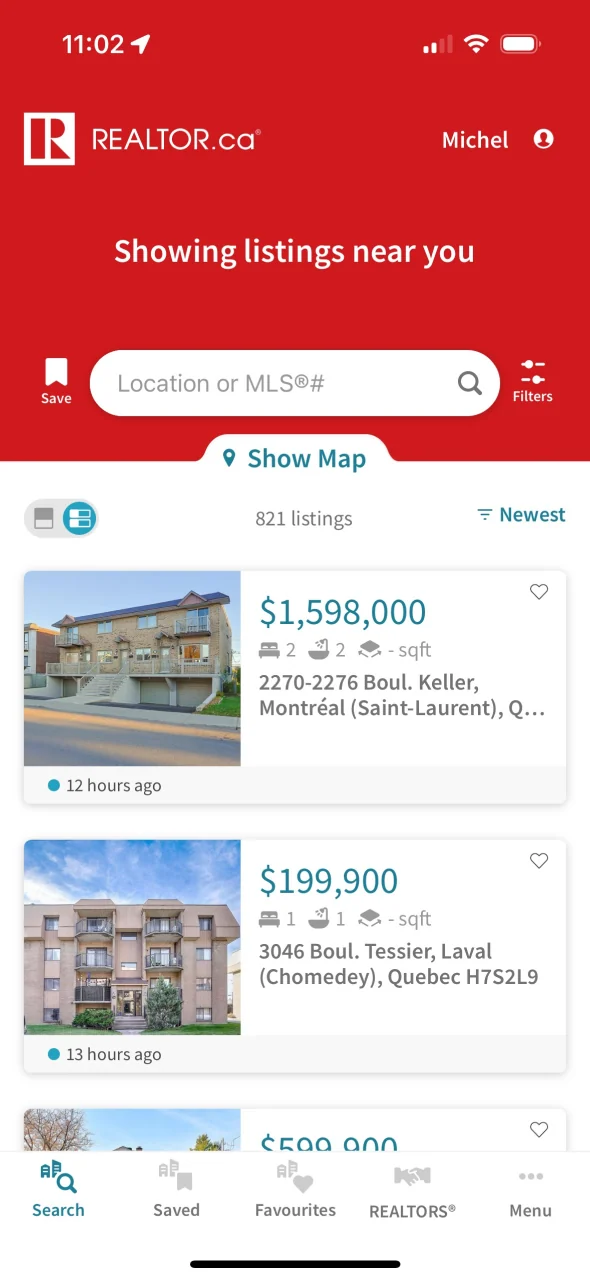 11:02
REALTOR.ca®
Michel
Showing listings near you
Save
Location or MLS®#
Filters
Show Map
821 listings
Newest
$1,598,000
2 2 - sqft
2270-2276 Boul. Keller,
Montréal (Saint-Laurent), Q...
12 hours ago
$199,900
1 1 - sqft
3046 Boul. Tessier, Laval
(Chomedey), Quebec H7S2L9
13 hours ago
$599,900
Search
Saved
Favourites
REALTORS®
Menu